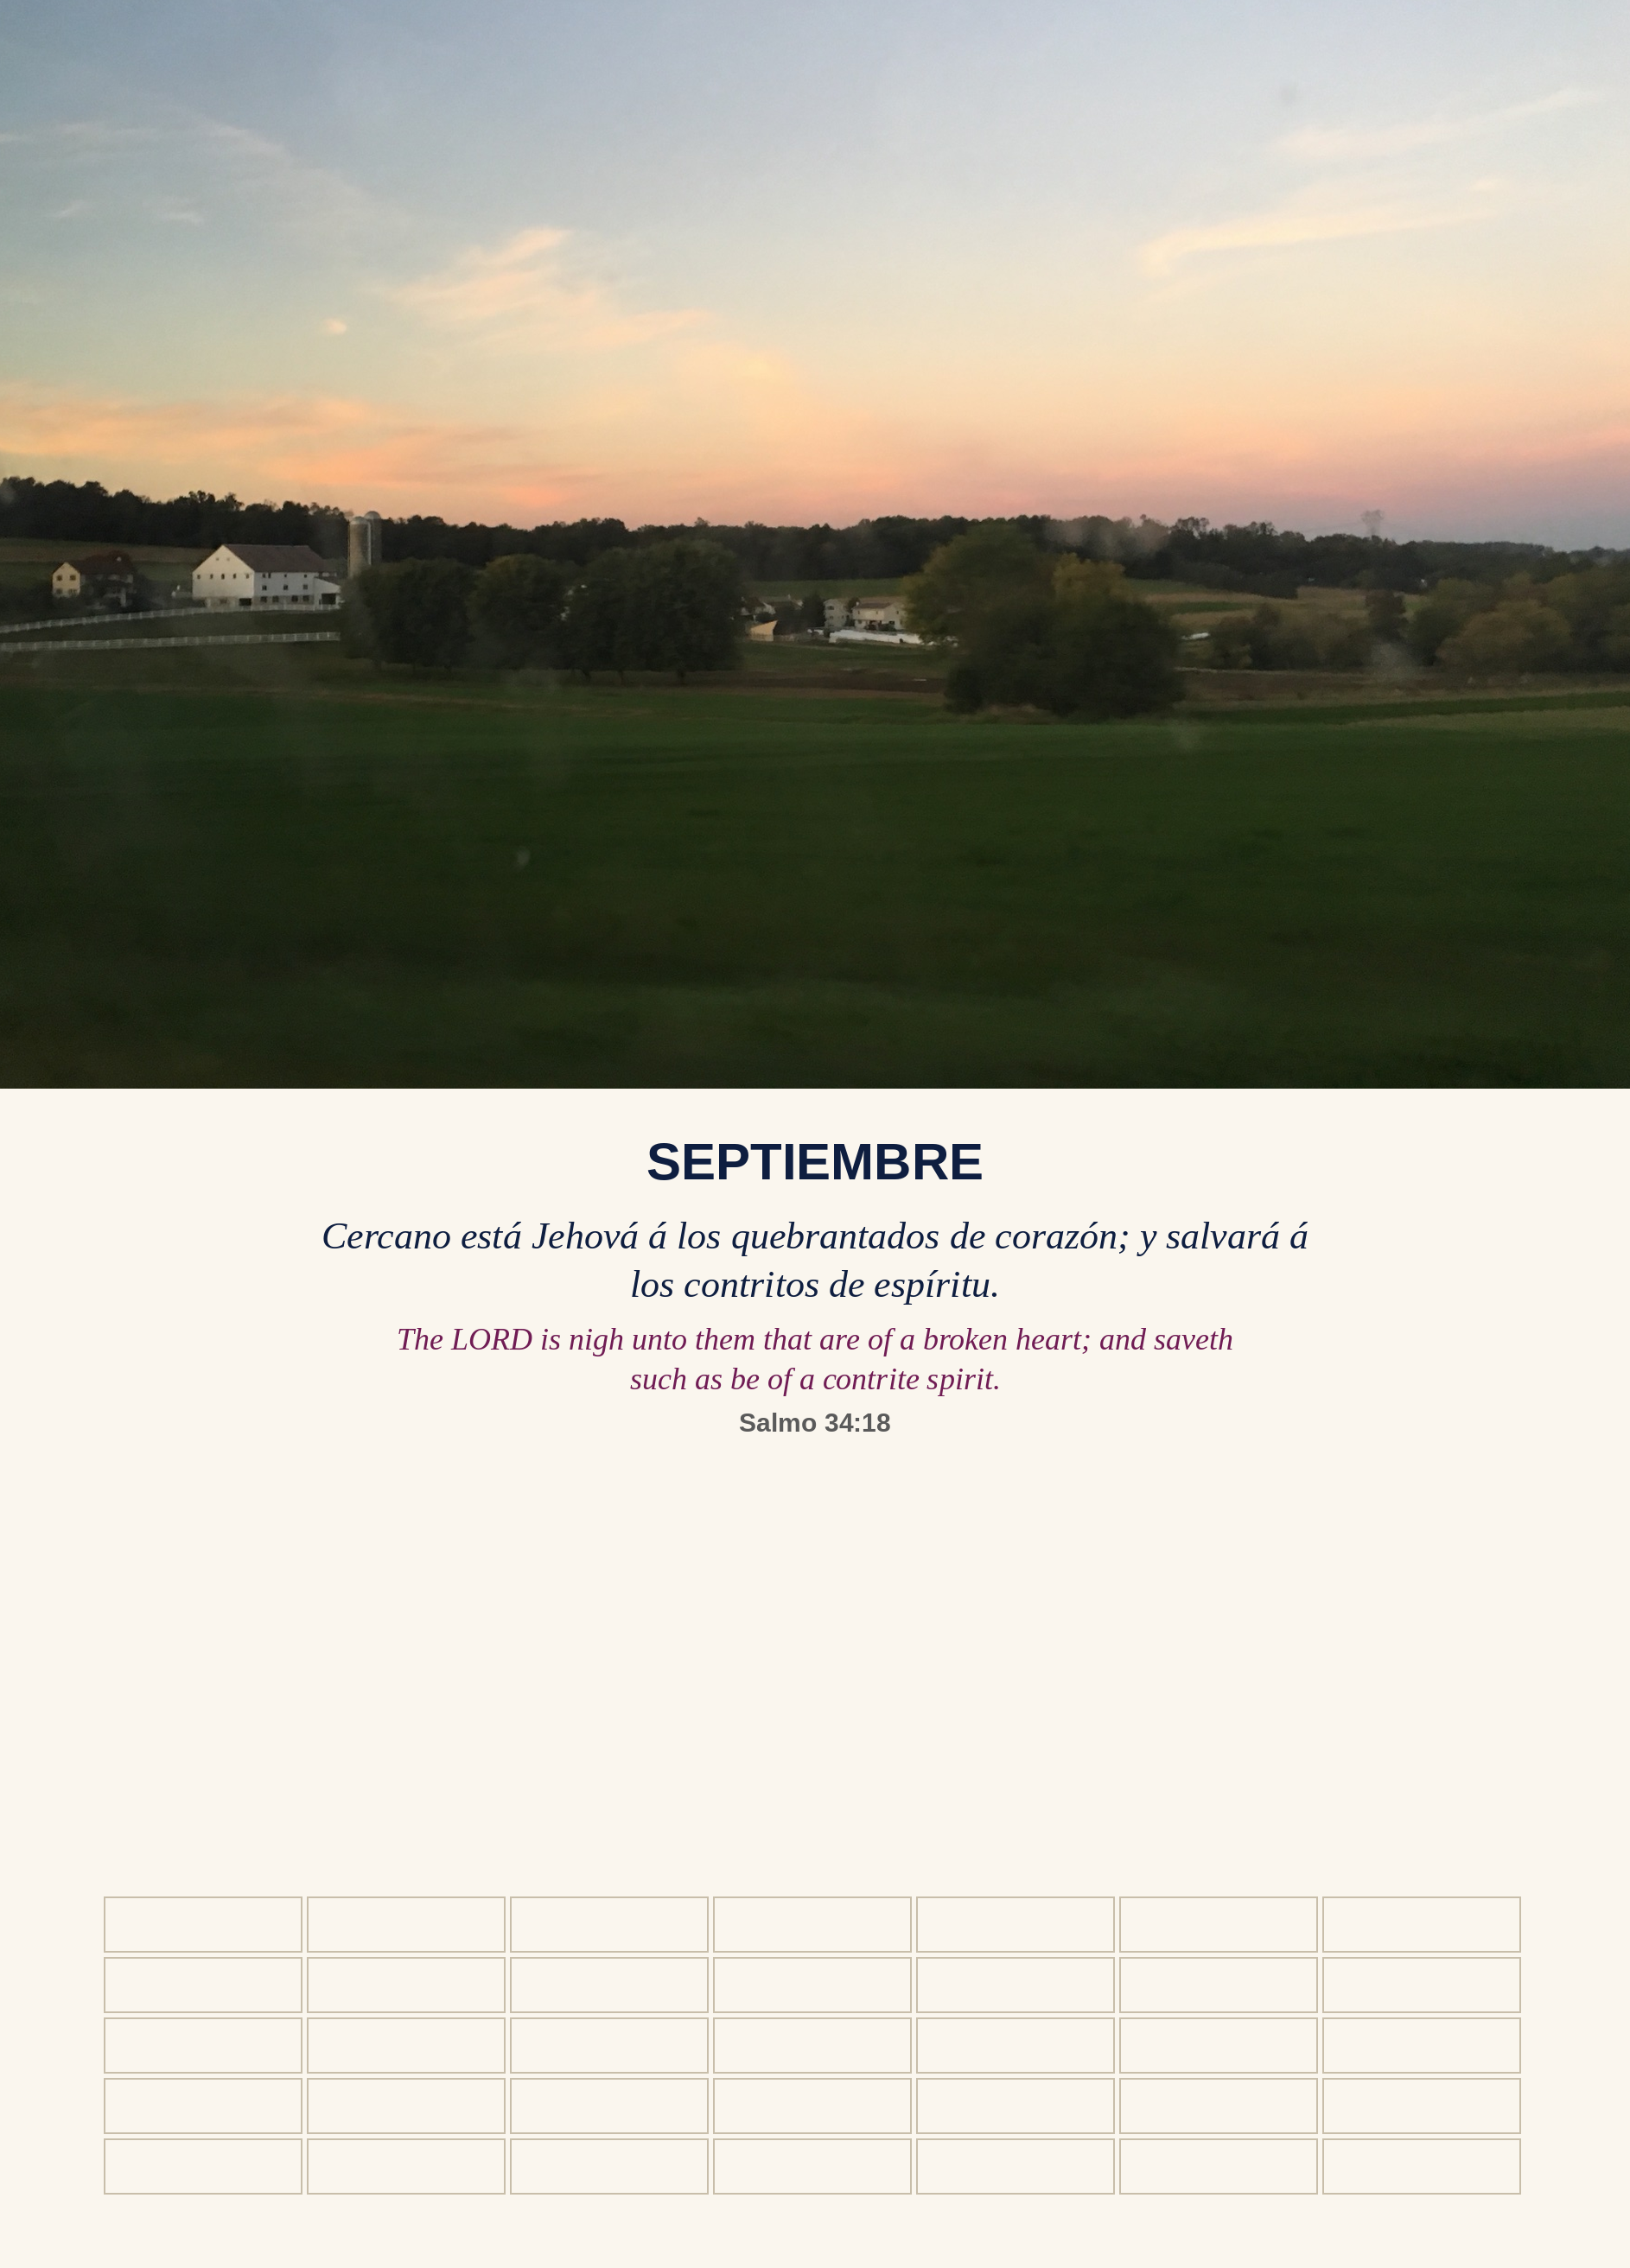 SEPTIEMBRE
Cercano está Jehová á los quebrantados de corazón; y salvará á
los contritos de espíritu.
The LORD is nigh unto them that are of a broken heart; and saveth
such as be of a contrite spirit.
Salmo 34:18